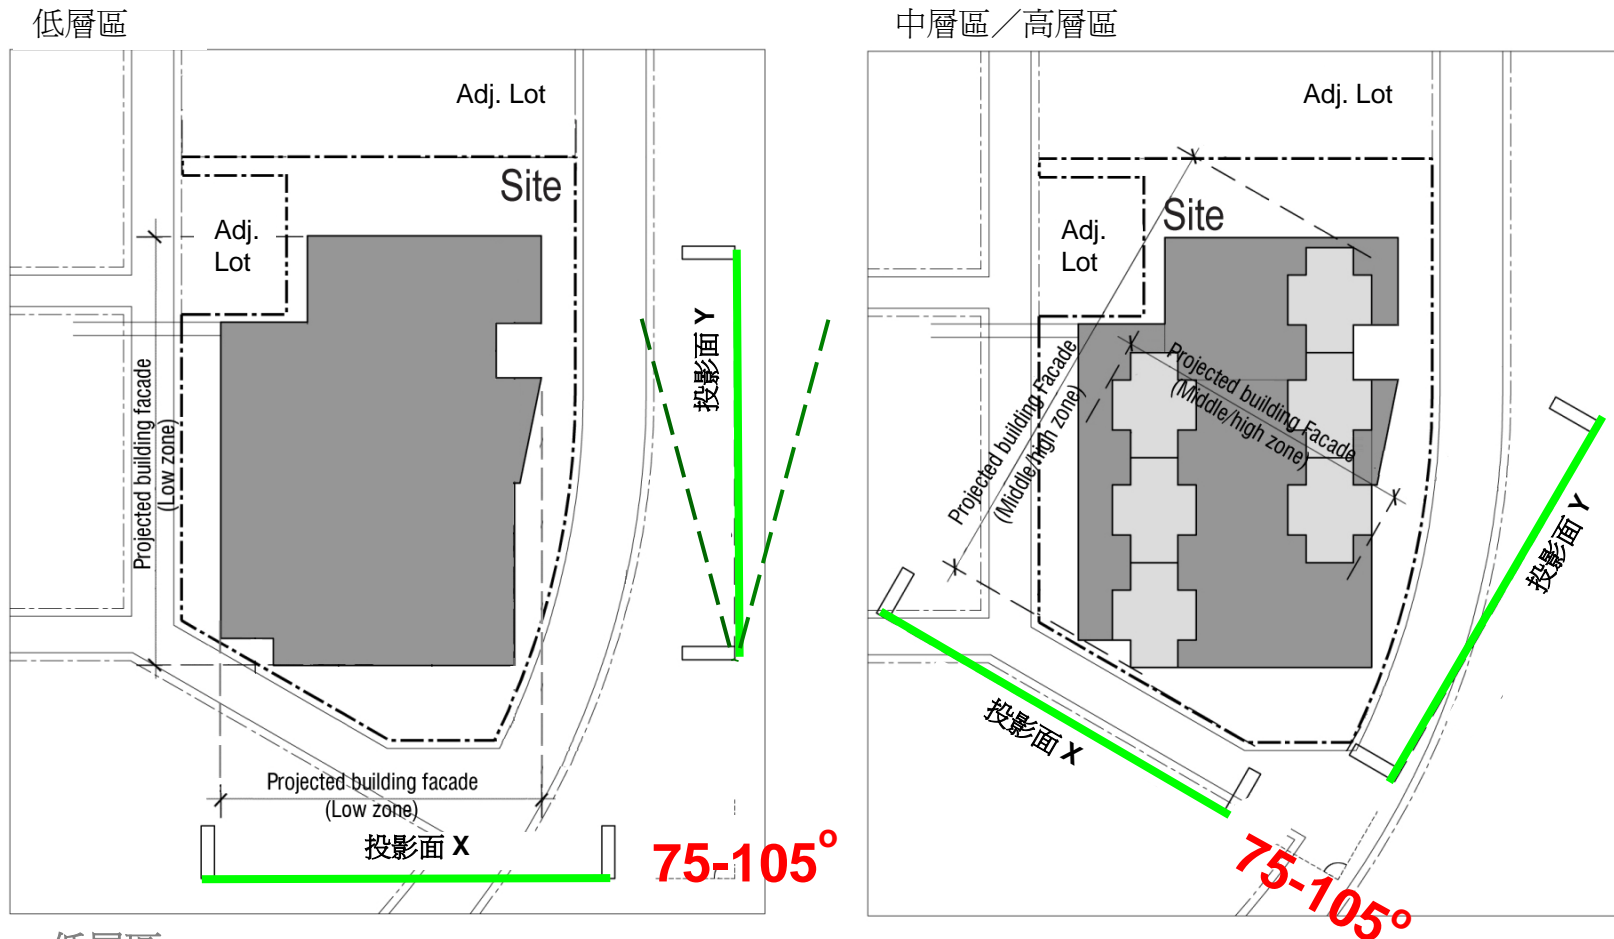 低層區
中層區／高層區
Adj. Lot
Site
Adj.
Lot
Projected building facade
(Low zone)
投影面 Y
Projected building facade
(Low zone)
投影面 X
75-105°
Adj. Lot
Site
Adj.
Lot
Projected building Facade
(Middle/high zone)
Projected building Facade
(Middle/high zone)
投影面 Y
投影面 X
75-105°
低層區